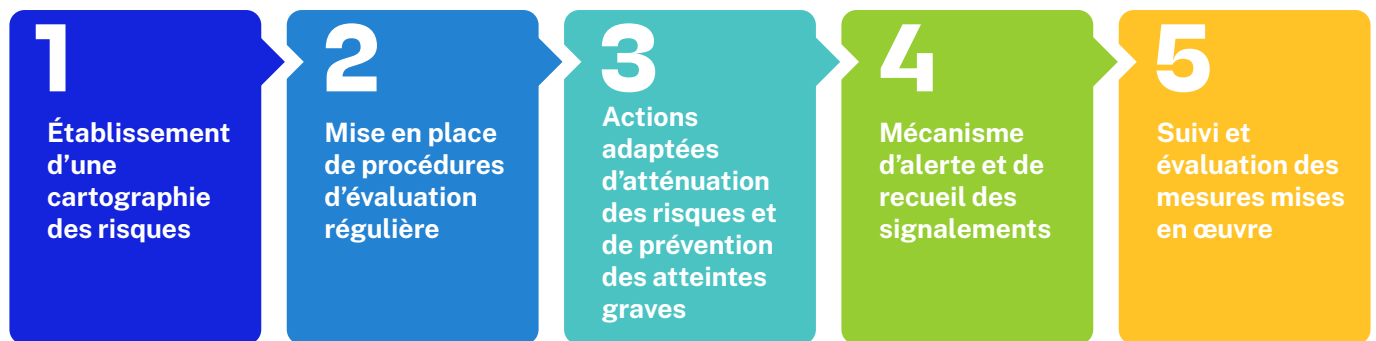 1
Établissement
d’une
cartographie
des risques
2
Mise en place
de procédures
d’évaluation
régulière
3
Actions
adaptées
d’atténuation
des risques et
de prévention
des atteintes
graves
4
Mécanisme
d’alerte et de
recueil des
signalements
5
Suivi et
évaluation des
mesures mises
en œuvre